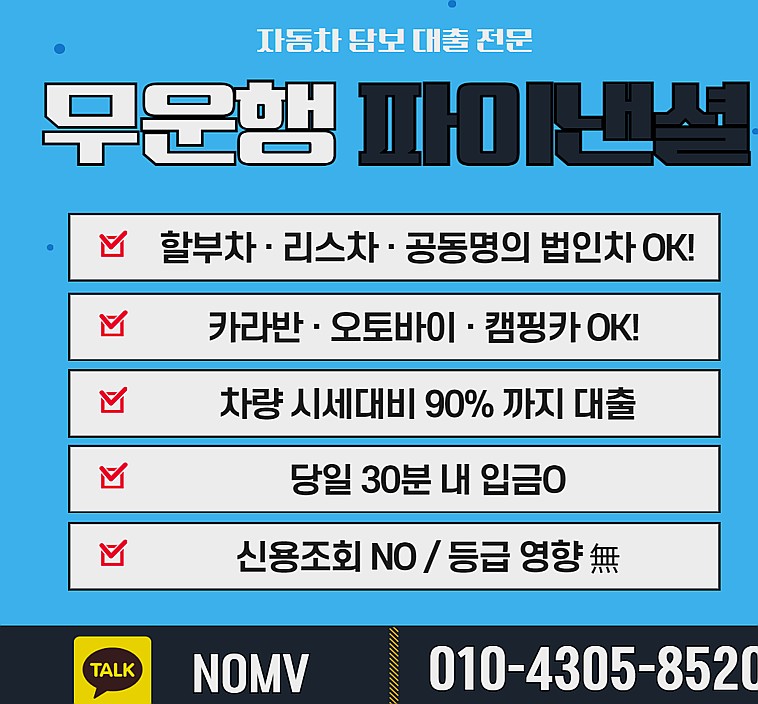 자동차 담보 대출 전문
무운행 파이낸셜
할부차 · 리스차 · 공동명의 법인차 OK!
카라반 · 오토바이 · 캠핑카 OK!
차량 시세대비 90% 까지 대출
당일 30분 내 입금O
신용조회 NO / 등급 영향 無
TALK NOMV 010-4305-8520